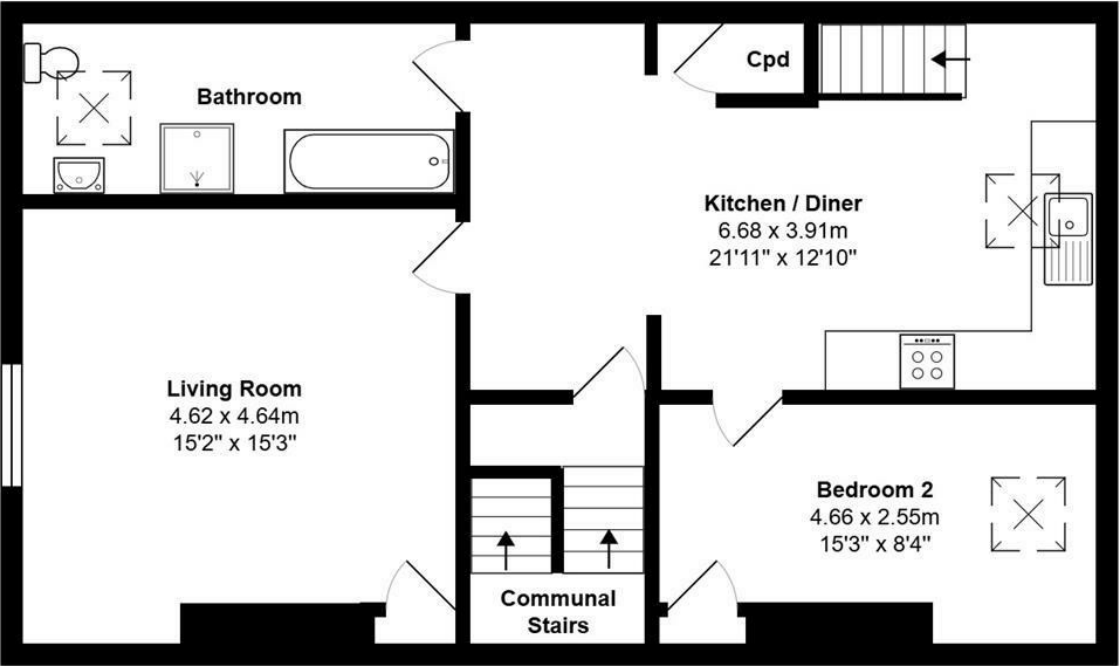 Cpd
Bathroom
Kitchen / Diner
6.68 x 3.91m
21'11" x 12'10"
Living Room
4.62 x 4.64m
15'2" x 15'3"
Bedroom 2
4.66 x 2.55m
15'3" x 8'4"
Communal
Stairs